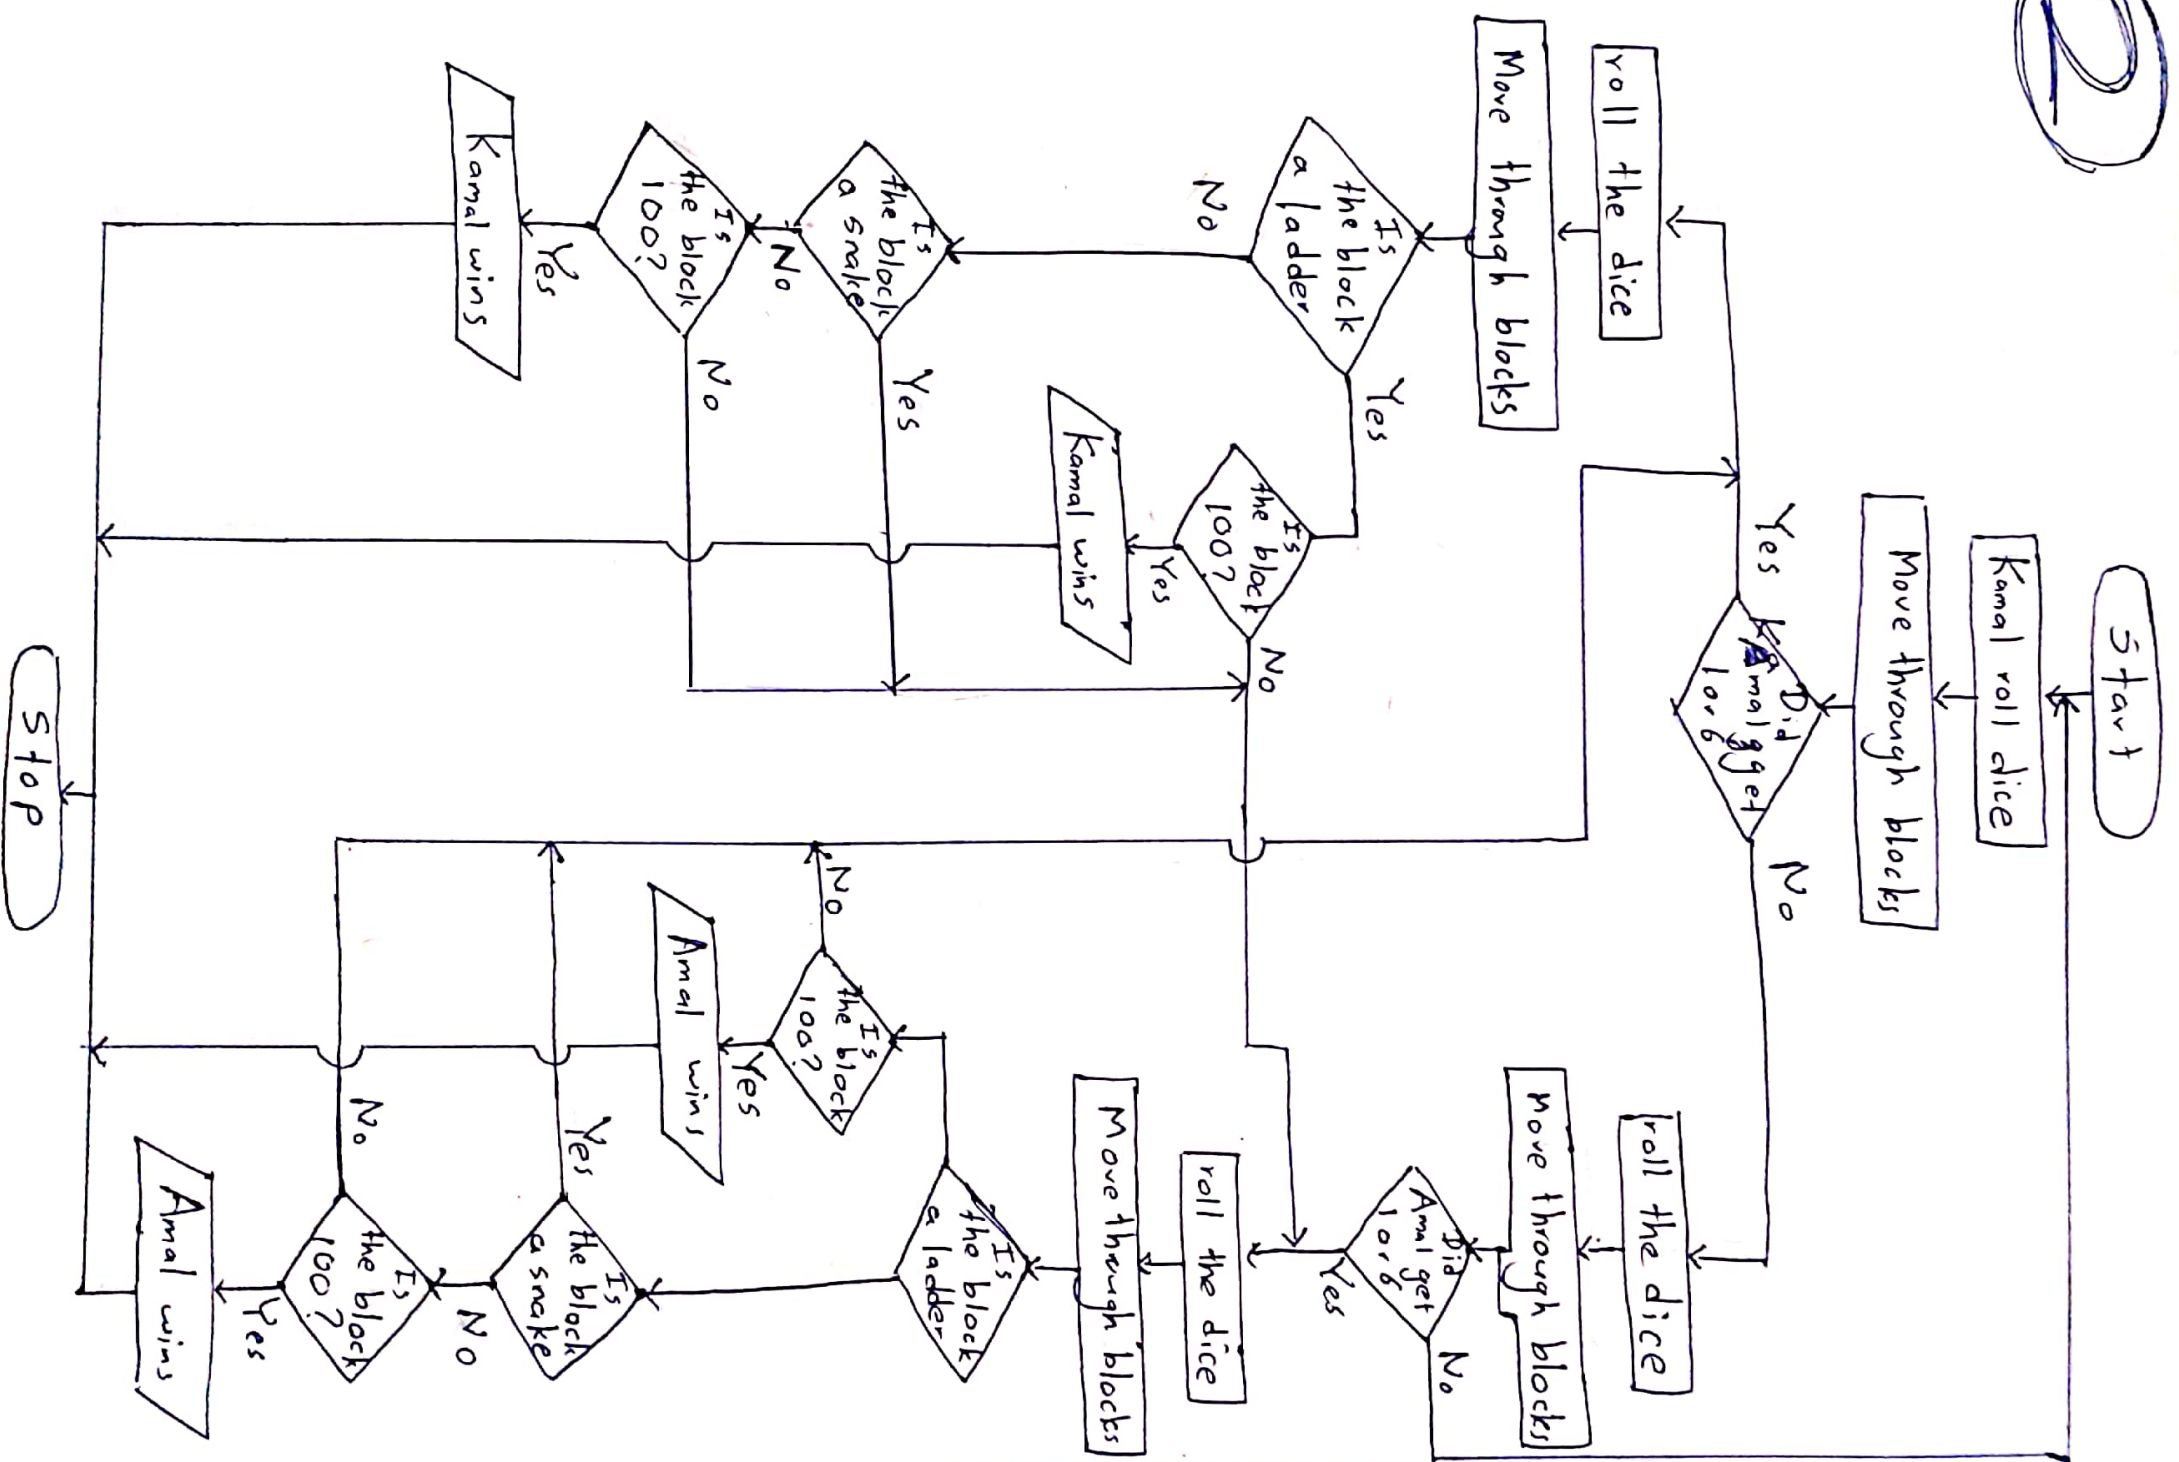 2
Start
Kamal roll dice
Move through blocks
Did
Kamal get
1 or 6
Yes
No
roll the dice
Move through blocks
Is
the block
a ladder
Yes
No
Is
the block
100?
No
Yes
Kamal wins
Is
the block
a snake
Yes
No
Is
the block
100?
No
Yes
Kamal wins
roll the dice
Move through blocks
Did
Amal get
1 or 6
No
Yes
roll the dice
Move through blocks
Is
the block
a ladder
Is
the block
100?
No
Yes
Amal wins
Is
the block
a snake
Yes
No
Is
the block
100?
No
Yes
Amal wins
Stop